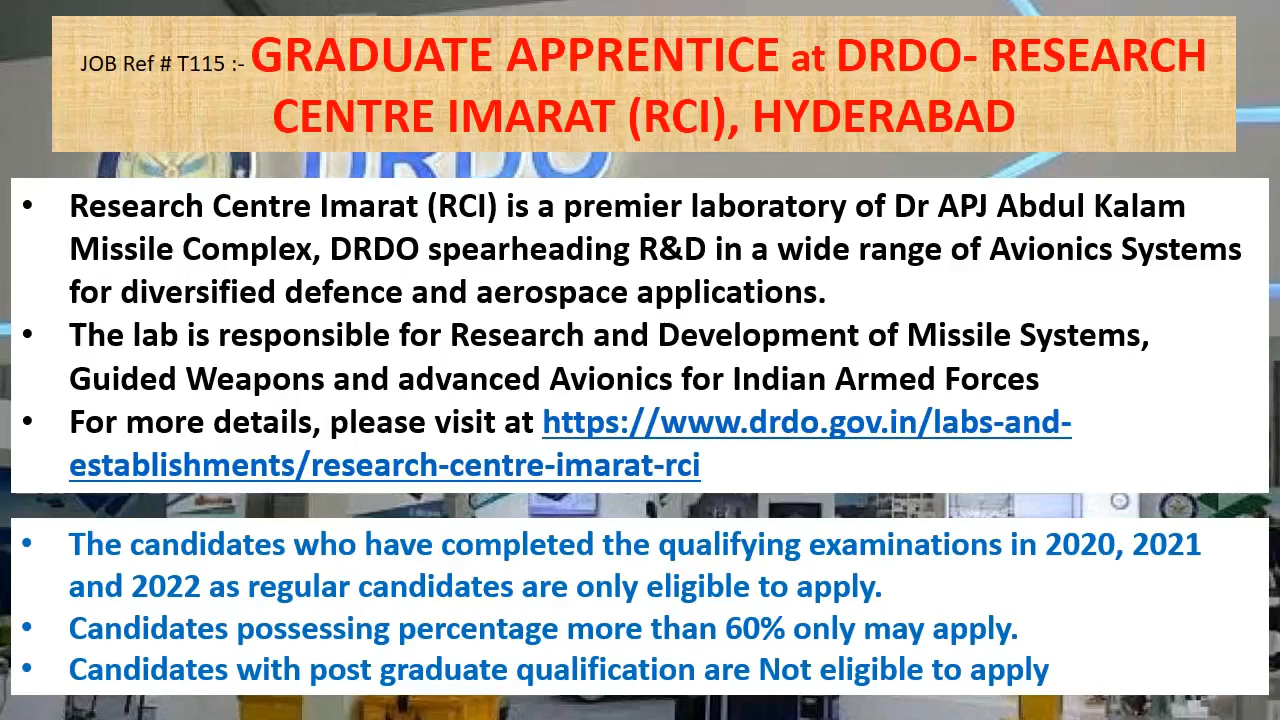 JOB Ref # T115 :- GRADUATE APPRENTICE at DRDO- RESEARCH
CENTRE IMARAT (RCI), HYDERABAD
DRDO
• Research Centre Imarat (RCI) is a premier laboratory of Dr APJ Abdul Kalam
Missile Complex, DRDO spearheading R&D in a wide range of Avionics Systems
for diversified defence and aerospace applications.
• The lab is responsible for Research and Development of Missile Systems,
Guided Weapons and advanced Avionics for Indian Armed Forces
• For more details, please visit at https://www.drdo.gov.in/labs-and-
establishments/research-centre-imarat-rci
• The candidates who have completed the qualifying examinations in 2020, 2021
and 2022 as regular candidates are only eligible to apply.
• Candidates possessing percentage more than 60% only may apply.
• Candidates with post graduate qualification are Not eligible to apply